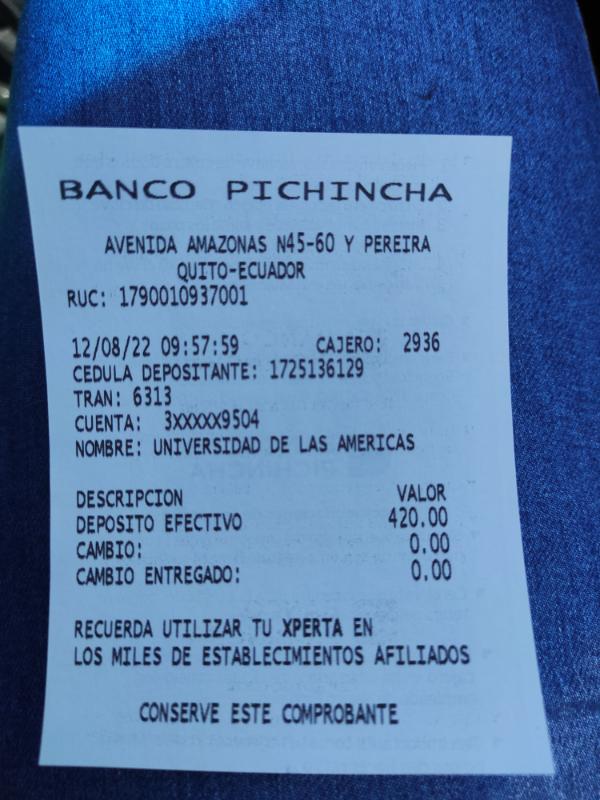 BANCO PICHINCHA
AVENIDA AMAZONAS N45-60 Y PEREIRA
QUITO-ECUADOR
RUC: 1790010937001
12/08/22 09:57:59 CAJERO: 2936
CEDULA DEPOSITANTE: 1725136129
TRAN: 6313
CUENTA: 3XXXXX9504
NOMBRE: UNIVERSIDAD DE LAS AMERICAS
DESCRIPCION VALOR
DEPOSITO EFECTIVO 420.00
CAMBIO: 0.00
CAMBIO ENTREGADO: 0.00
RECUERDA UTILIZAR TU XPERTA EN
LOS MILES DE ESTABLECIMIENTOS AFILIADOS
CONSERVE ESTE COMPROBANTE